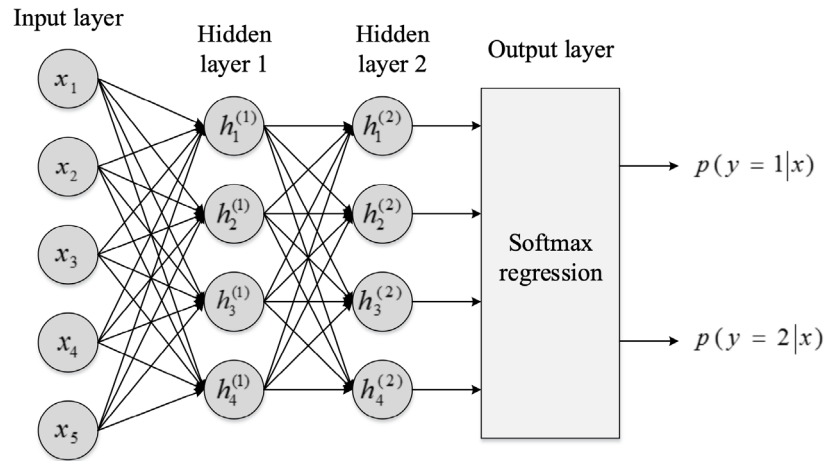 Input layer
Hidden
layer 1
Hidden
layer 2
Output layer
x₁
x₂
x₃
x₄
x₅
h₁⁽¹⁾
h₂⁽¹⁾
h₃⁽¹⁾
h₄⁽¹⁾
h₁⁽²⁾
h₂⁽²⁾
h₃⁽²⁾
h₄⁽²⁾
Softmax
regression
p(y = 1|x)
p(y = 2|x)